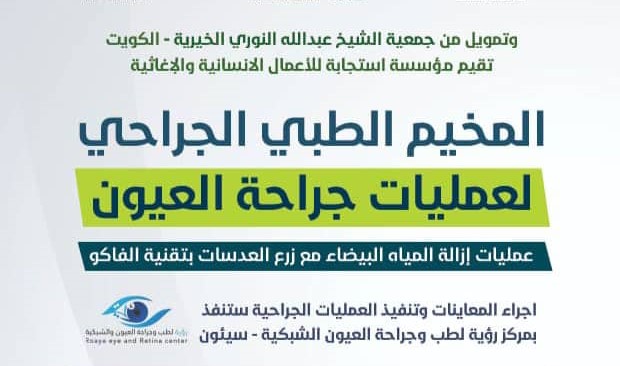 وتمويل من جمعية الشيخ عبدالله النوري الخيرية - الكويت
تقيم مؤسسة استجابة للأعمال الانسانية والإغاثية
المخيم الطبي الجراحي
لعمليات جراحة العيون
عمليات إزالة المياه البيضاء مع زرع العدسات بتقنية الفاكو
اجراء المعاينات وتنفيذ العمليات الجراحية ستنفذ
بمركز رؤية لطب وجراحة العيون الشبكية - سيئون
رؤية لطب وجراحة العيون والشبكية
Roaya eye and Retina center